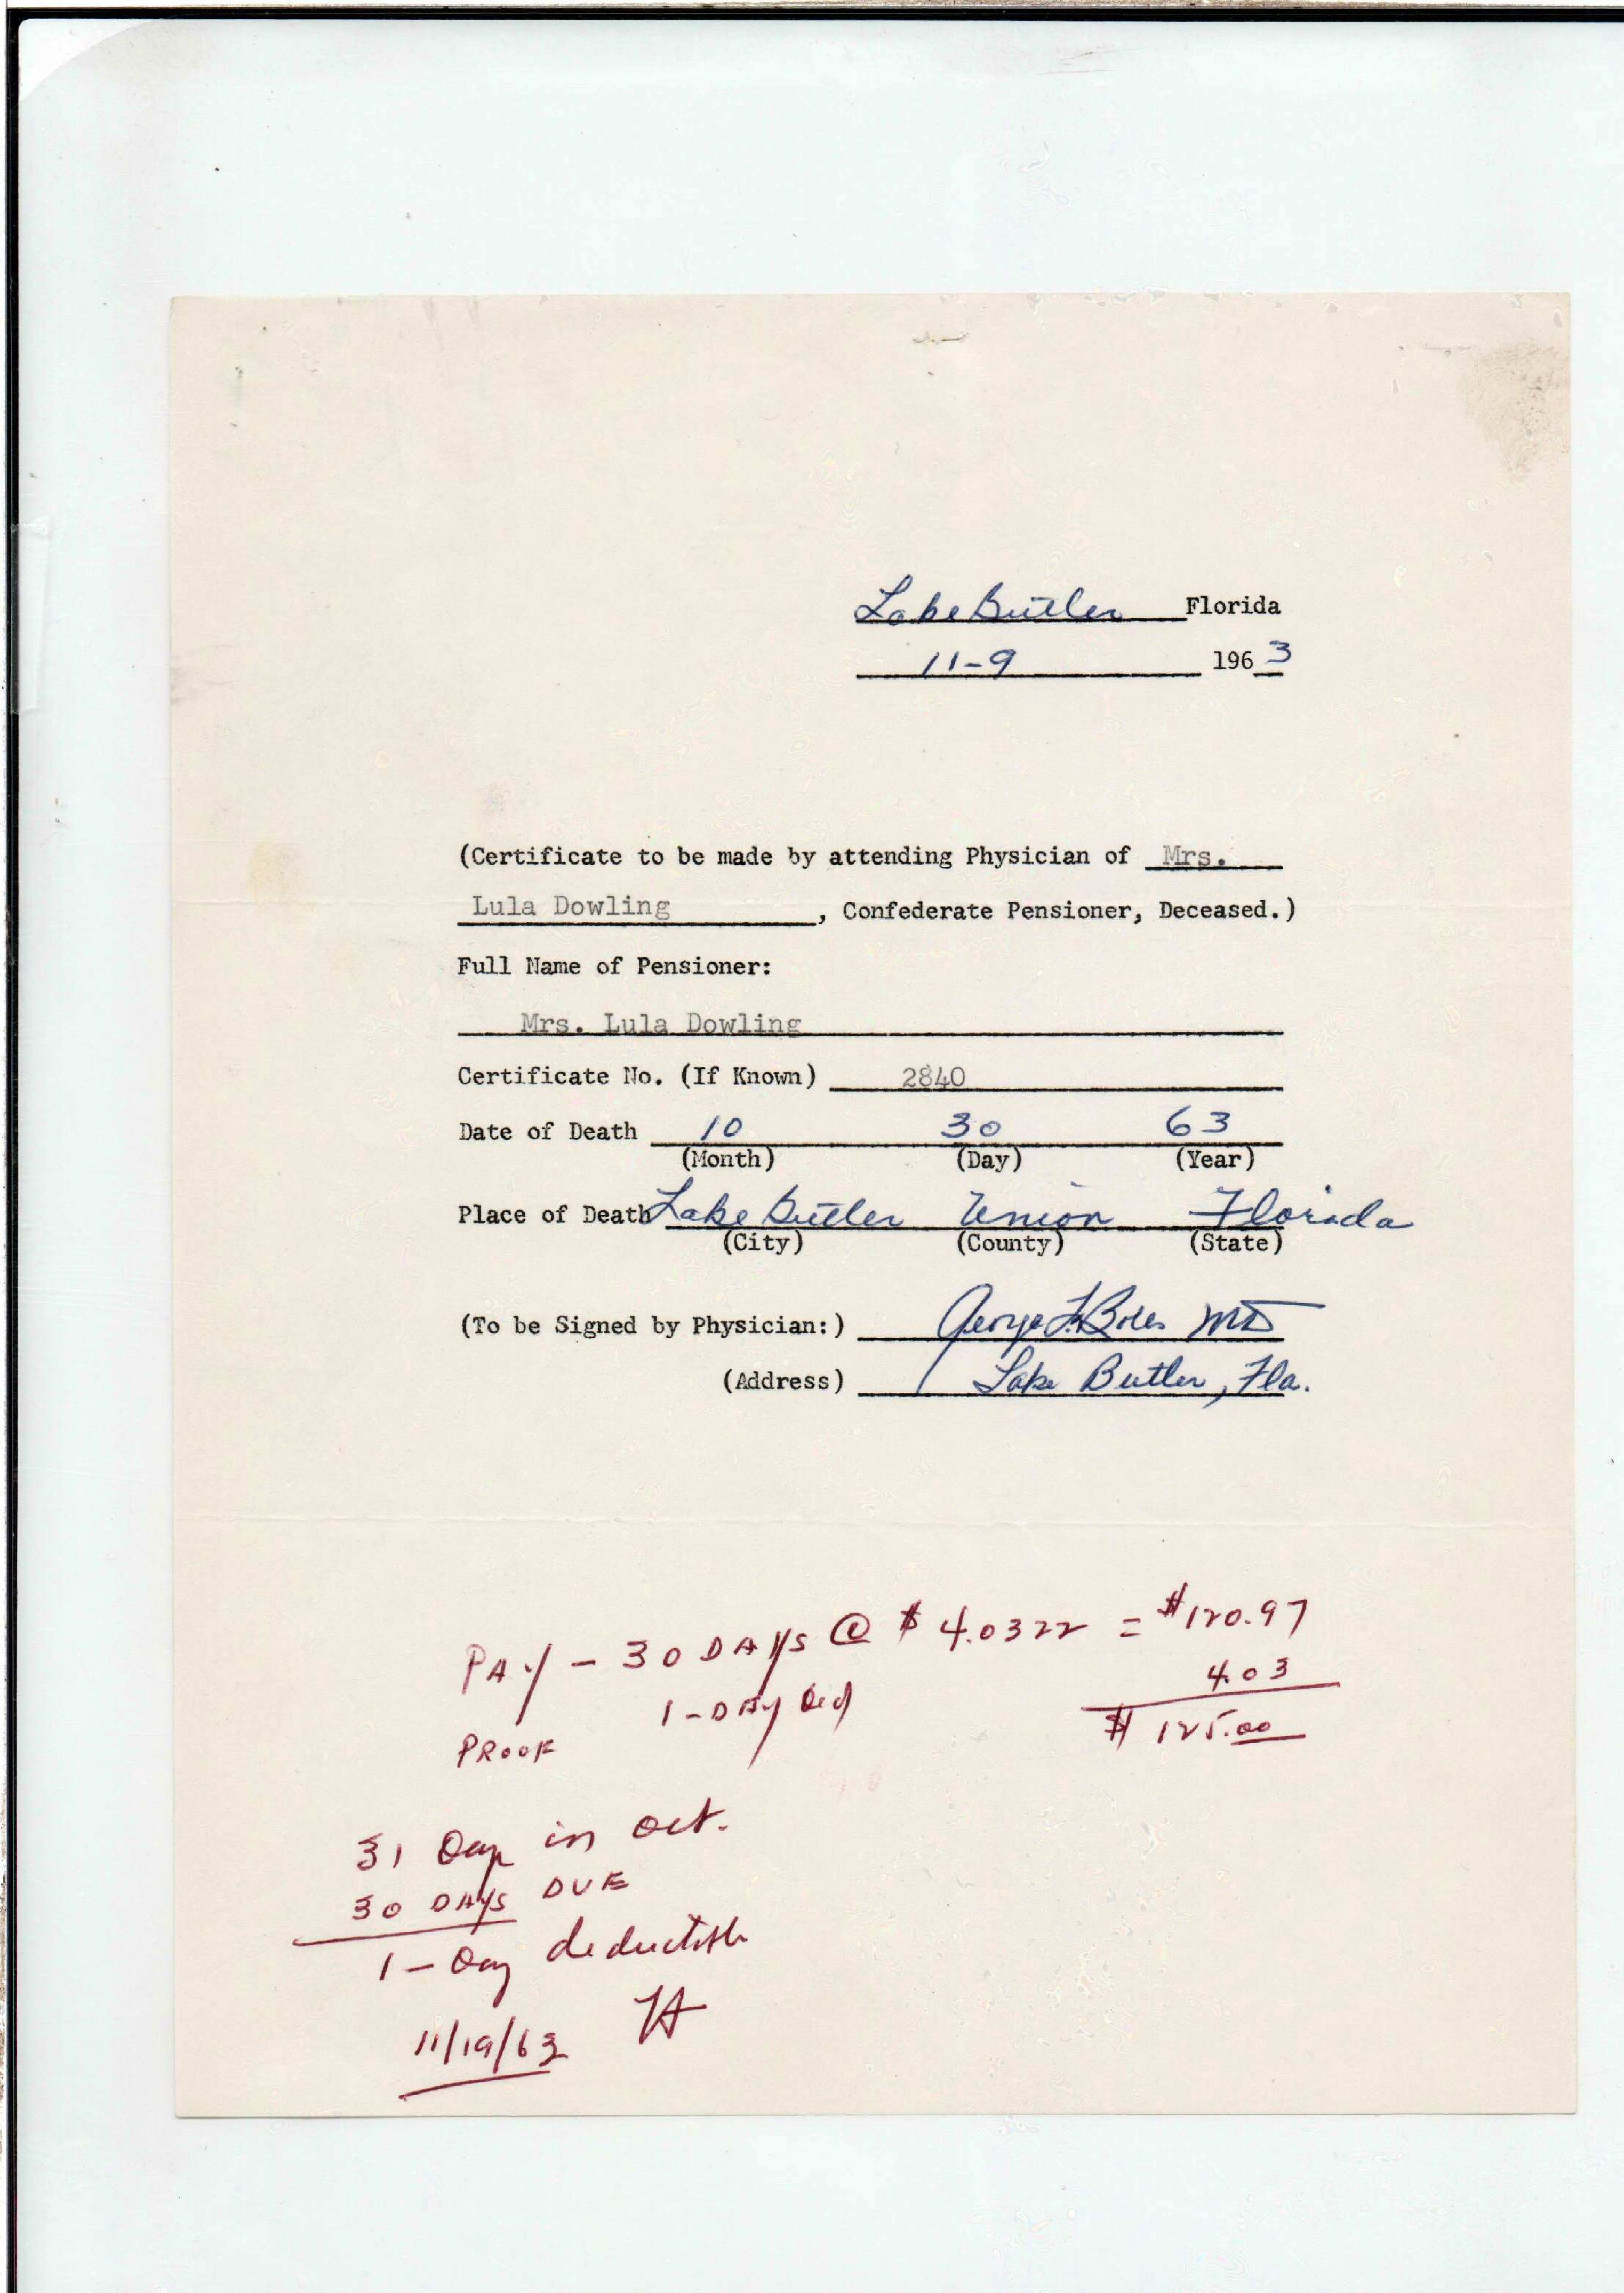 Lake Butler Florida
11-9 1963
(Certificate to be made by attending Physician of Mrs.
Lula Dowling, Confederate Pensioner, Deceased.)
Full Name of Pensioner:
Mrs. Lula Dowling
Certificate No. (If Known) 2840
Date of Death 10 30 63
(Month) (Day) (Year)
Place of Death Lake Butler Union Florida
(City) (County) (State)
(To be Signed by Physician:) George MD
(Address) Lake Butler, Fla.
PAY - 30 DAYS @ $ 4.0322 = $120.97
1-DAY Ded 4.03
PROOF $ 125.00
31 Days in Oct.
30 DAYS DUE
1 - Day deductible
11/19/63